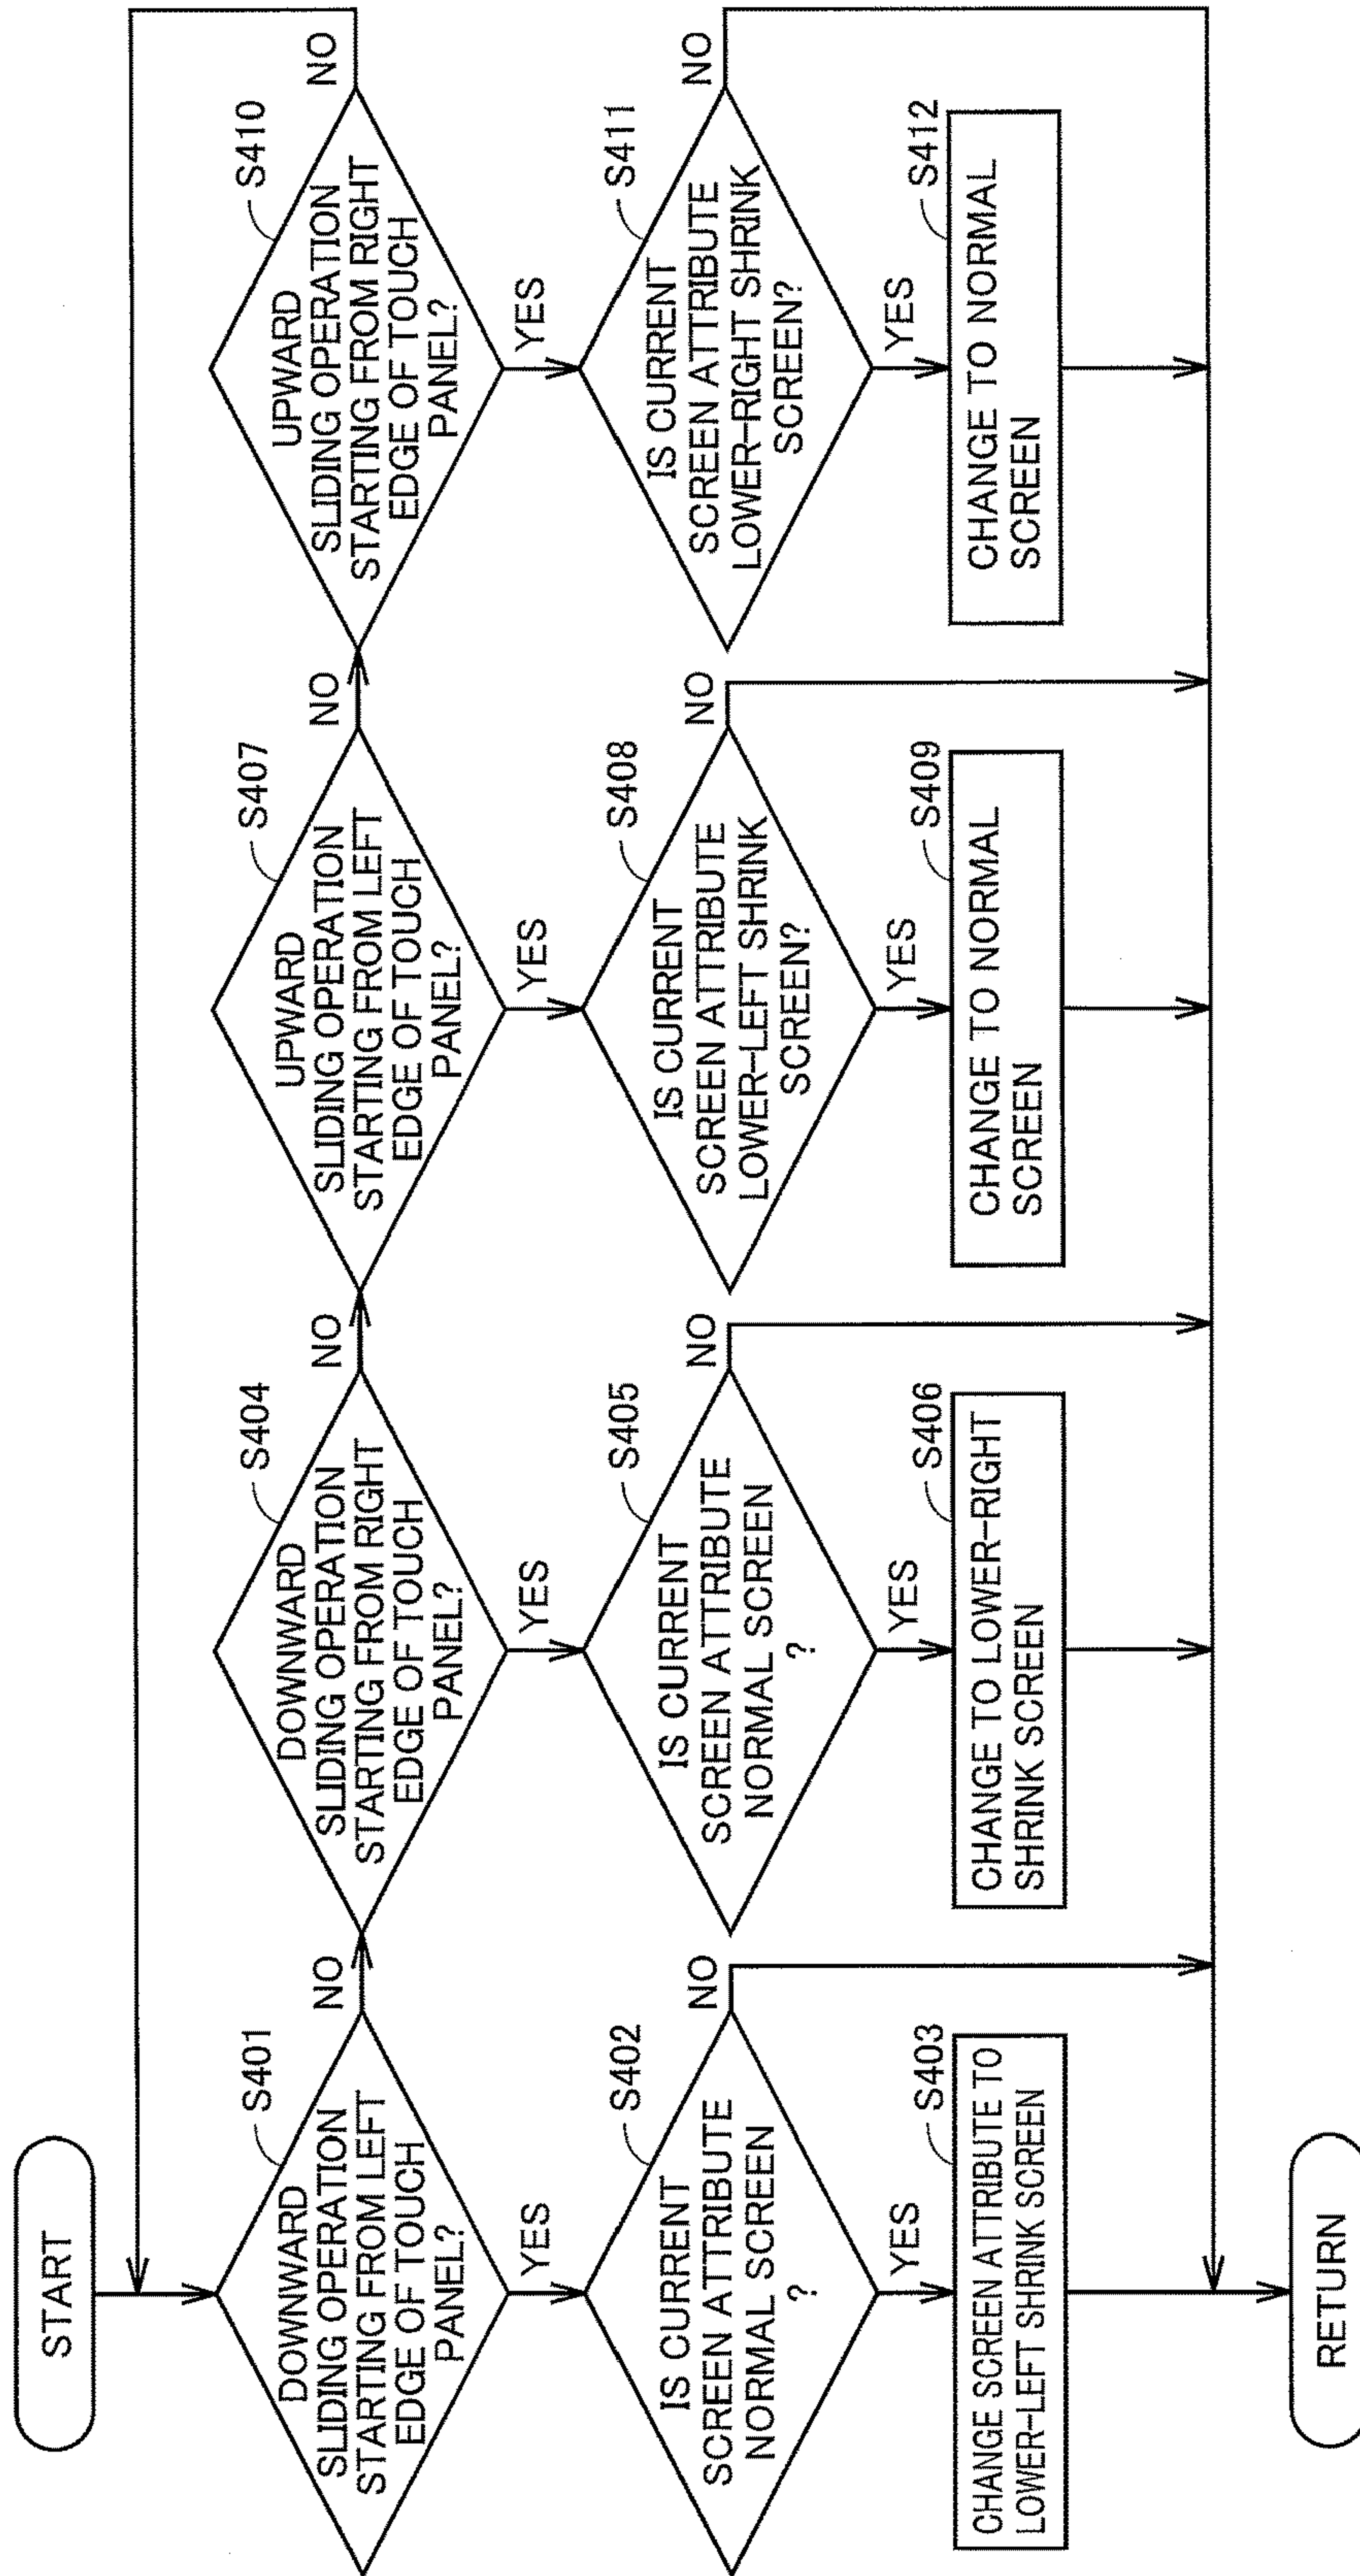 START
DOWNWARD
SLIDING OPERATION
STARTING FROM LEFT
EDGE OF TOUCH
PANEL?
S401
NO
YES
IS CURRENT
SCREEN ATTRIBUTE
NORMAL SCREEN
?
S402
NO
YES
CHANGE SCREEN ATTRIBUTE TO
LOWER-LEFT SHRINK SCREEN
S403
DOWNWARD
SLIDING OPERATION
STARTING FROM RIGHT
EDGE OF TOUCH
PANEL?
S404
NO
YES
IS CURRENT
SCREEN ATTRIBUTE
NORMAL SCREEN
?
S405
NO
YES
CHANGE TO LOWER-RIGHT
SHRINK SCREEN
S406
UPWARD
SLIDING OPERATION
STARTING FROM LEFT
EDGE OF TOUCH
PANEL?
S407
NO
YES
IS CURRENT
SCREEN ATTRIBUTE
LOWER-LEFT SHRINK
SCREEN?
S408
NO
YES
CHANGE TO NORMAL
SCREEN
S409
UPWARD
SLIDING OPERATION
STARTING FROM RIGHT
EDGE OF TOUCH
PANEL?
S410
NO
YES
IS CURRENT
SCREEN ATTRIBUTE
LOWER-RIGHT SHRINK
SCREEN?
S411
NO
YES
CHANGE TO NORMAL
SCREEN
S412
RETURN